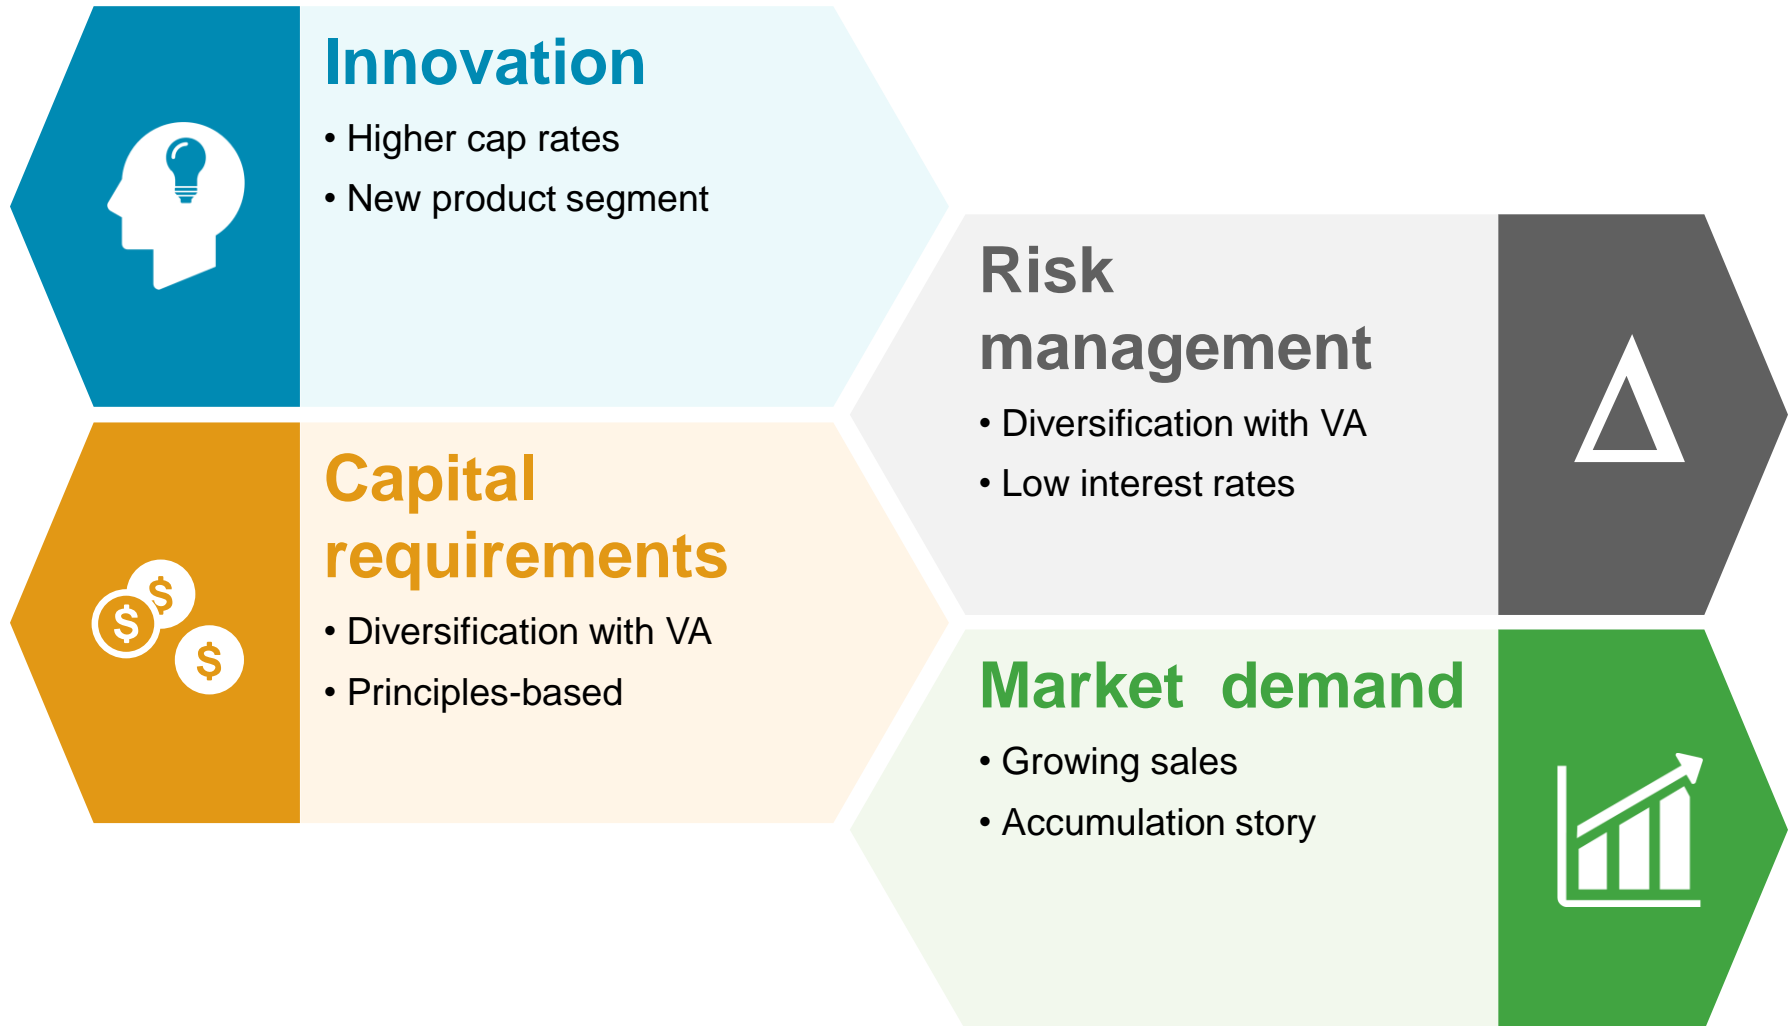 Innovation
• Higher cap rates
• New product segment
Risk
management
• Diversification with VA
• Low interest rates
Δ
Capital
requirements
• Diversification with VA
• Principles-based
$
$
$
Market demand
• Growing sales
• Accumulation story